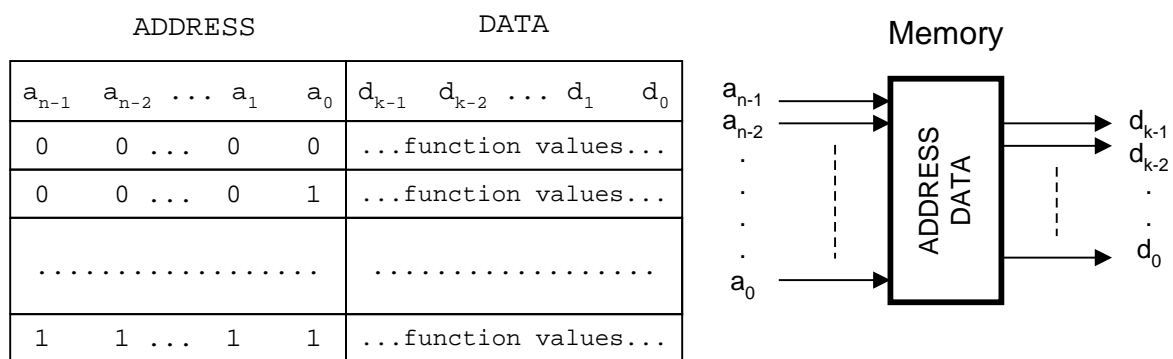 ADDRESS DATA
aₙ₋₁ aₙ₋₂ ... a₁ a₀ dₖ₋₁ dₖ₋₂ ... d₁ d₀
0 0 ... 0 0 ...function values...
0 0 ... 0 1 ...function values...
.................. ..................
1 1 ... 1 1 ...function values...
Memory
aₙ₋₁
aₙ₋₂
.
.
.
a₀
ADDRESS
DATA
dₖ₋₁
dₖ₋₂
.
.
d₀